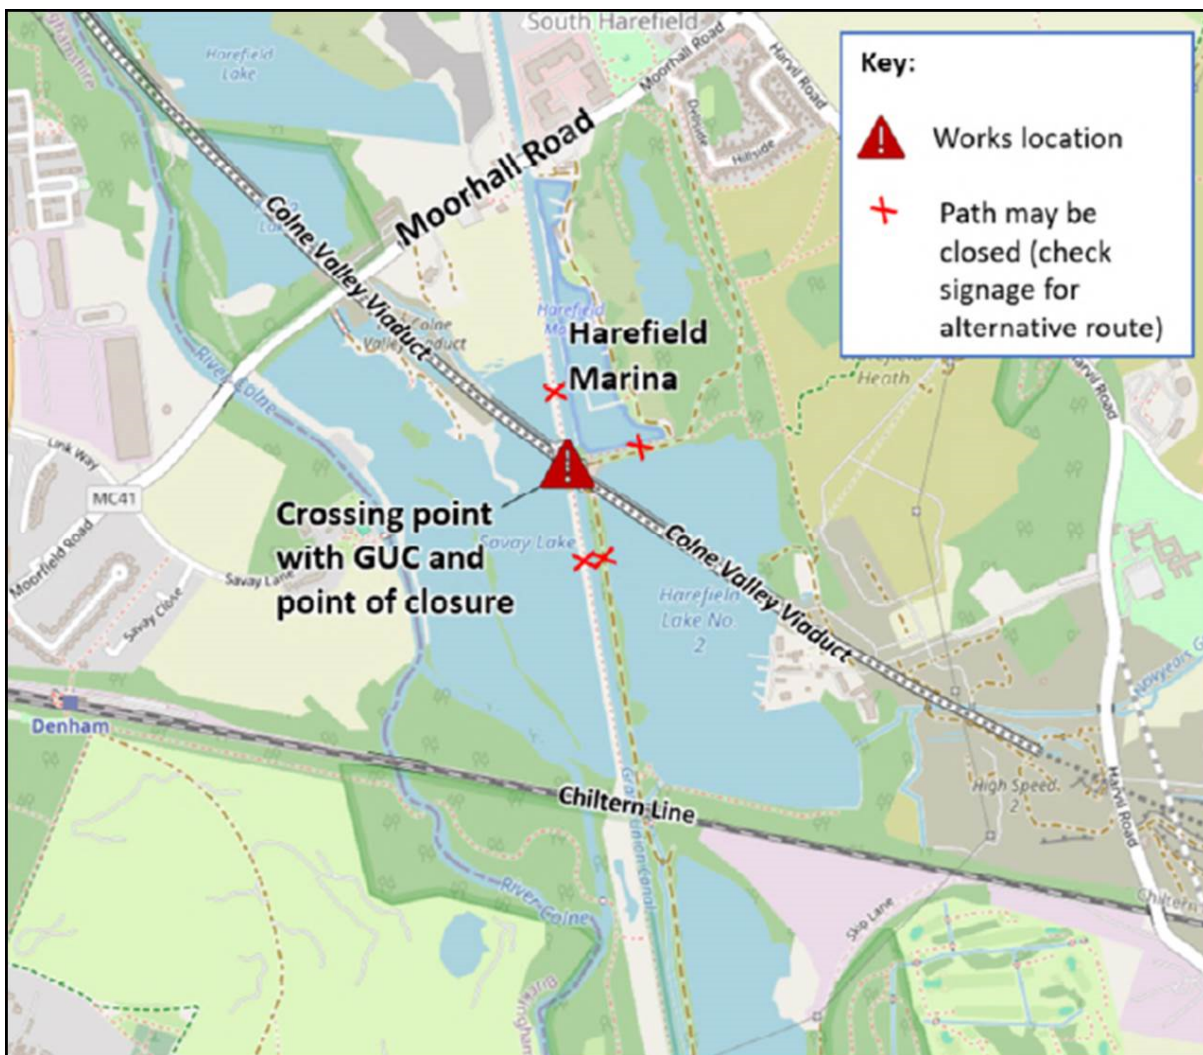 South Harefield
Moorhall Road
Harvil Road
Harefield
Lake
Dellside
Hillside
Key:
Works location
Path may be
closed (check
signage for
alternative route)
Moorhall Road
Colne Valley Viaduct
Harefield
Marina
Heath
Harvil Road
River Colne
Link Way
MC41
Moorfield Road
Savay Lane
Savay Close
Crossing point
with GUC and
point of closure
Savay Lake
Colne Valley Viaduct
Harefield
Lake No
2
Denham
Chiltern Line
High Speed
2
Harvil Road
Grand Union Canal
River Colne
Skip Lane
Chiltern